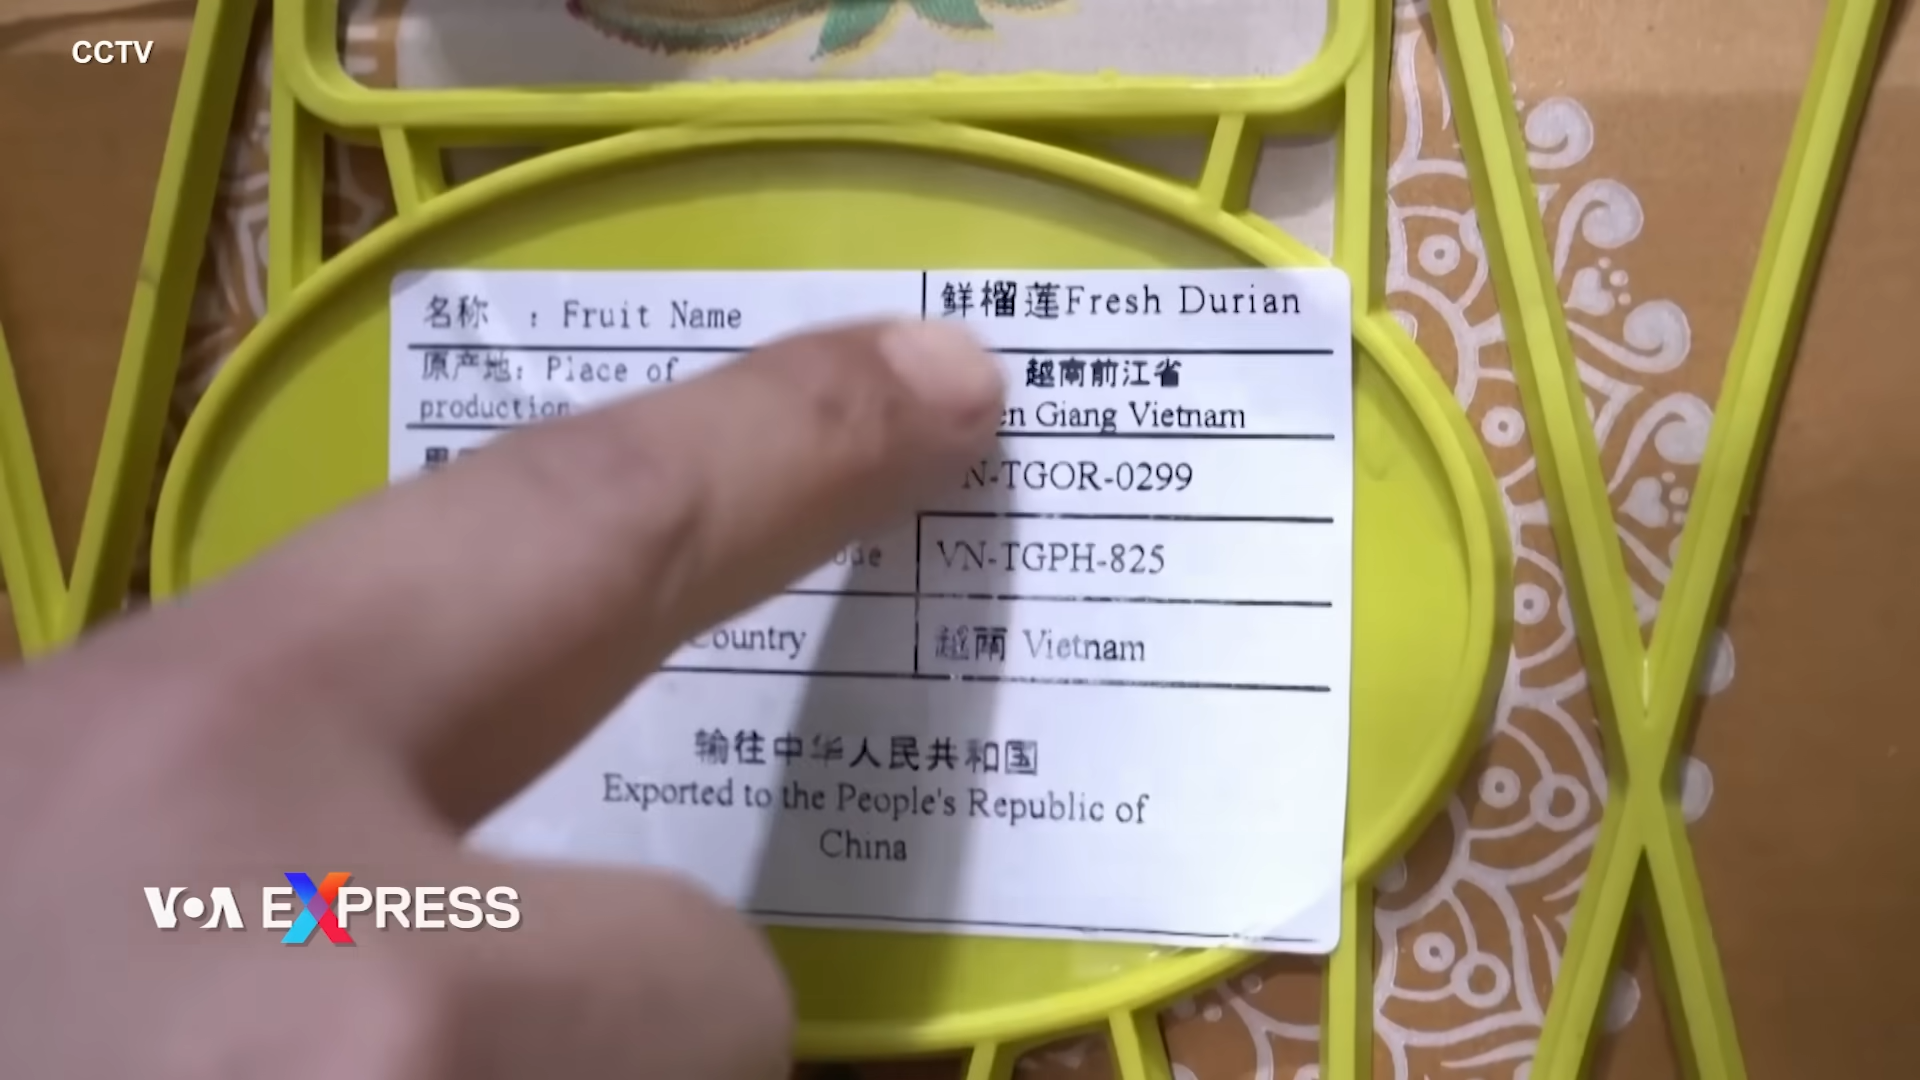 CCTV
名称 : Fruit Name
鲜榴莲Fresh Durian
原产地: Place of
production
越南前江省
Giang Vietnam
N-TGOR-0299
VN-TGPH-825
Country
越南 Vietnam
输往中华人民共和国
Exported to the People's Republic of
China
VOA EXPRESS